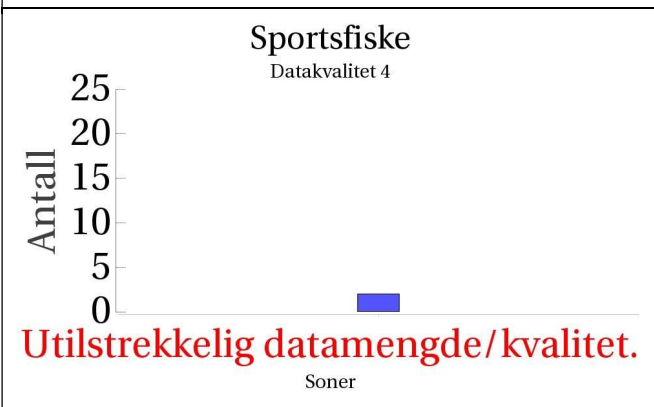 Sportsfiske
Datakvalitet 4
25
20
15
10
5
0
Antall
Utilstrekkelig datamengde/kvalitet.
Soner